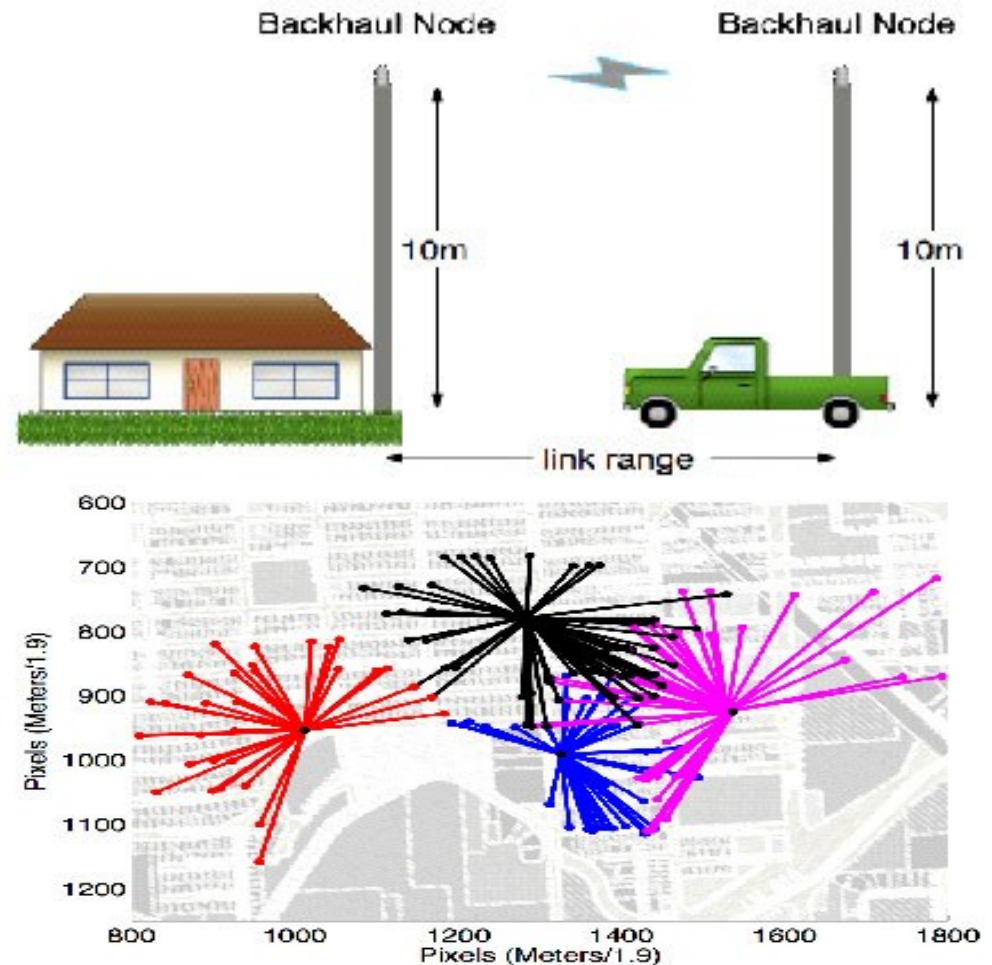 Backhaul Node Backhaul Node
10m 10m
link range
600
700
800
900
1000
1100
1200
Pixels (Meters/1.9)
800 1000 1200 1400 1600 1800
Pixels (Meters/1.9)